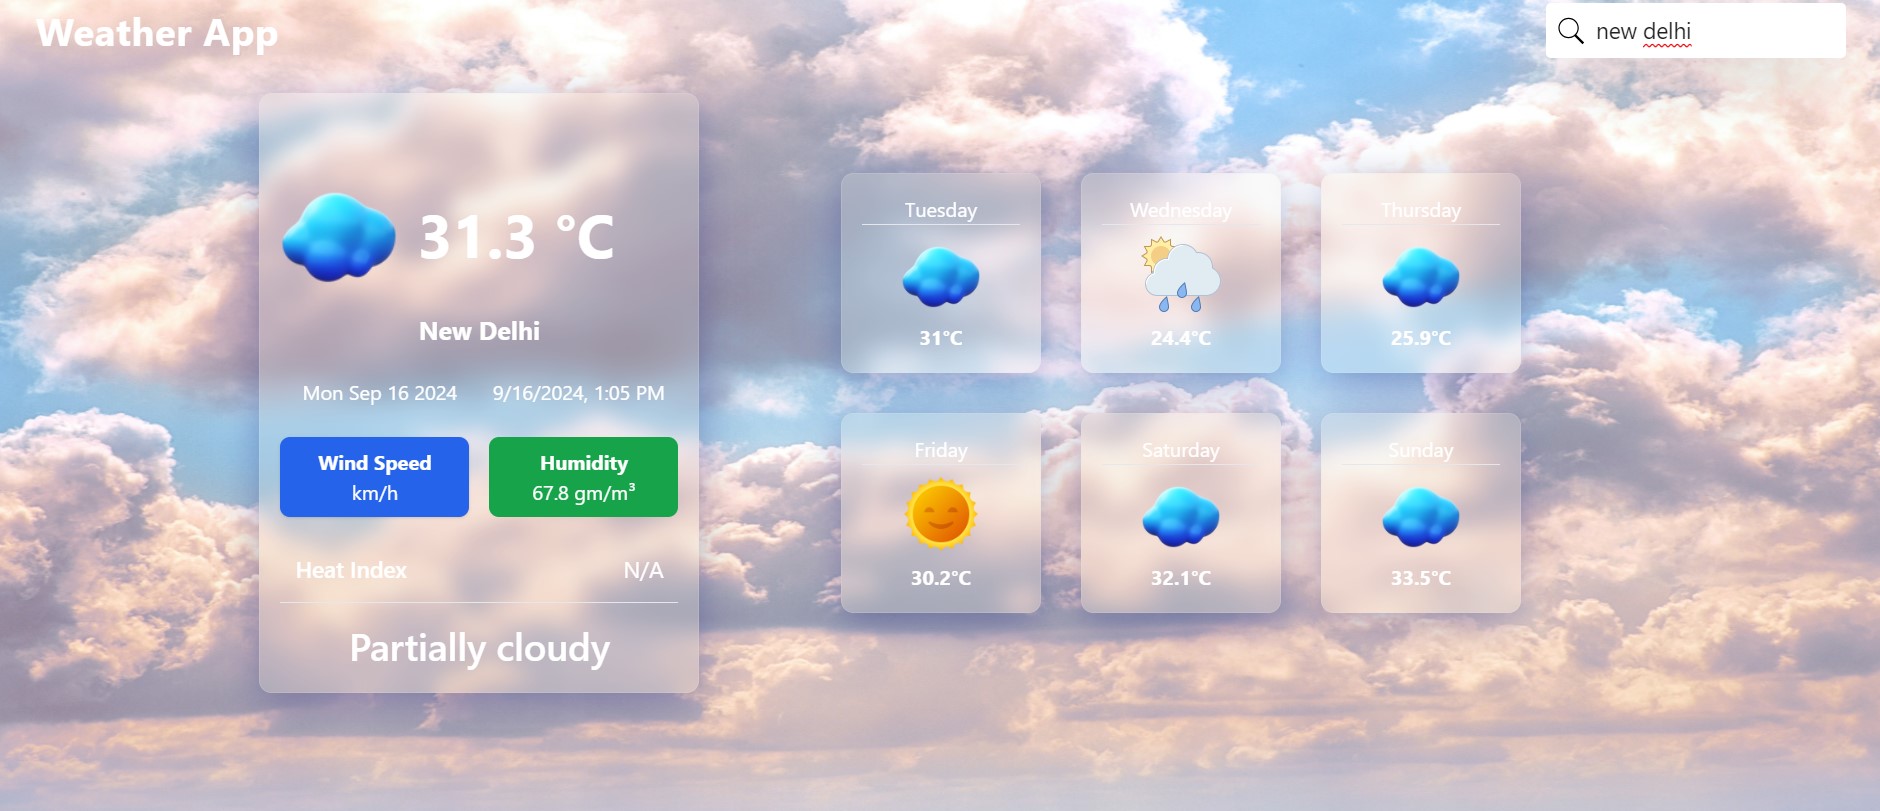 Weather App
new delhi
31.3 °C
New Delhi
Mon Sep 16 2024 9/16/2024, 1:05 PM
Wind Speed
km/h
Humidity
67.8 gm/m³
Heat Index N/A
Partially cloudy
Tuesday
31°C
Wednesday
24.4°C
Thursday
25.9°C
Friday
30.2°C
Saturday
32.1°C
Sunday
33.5°C